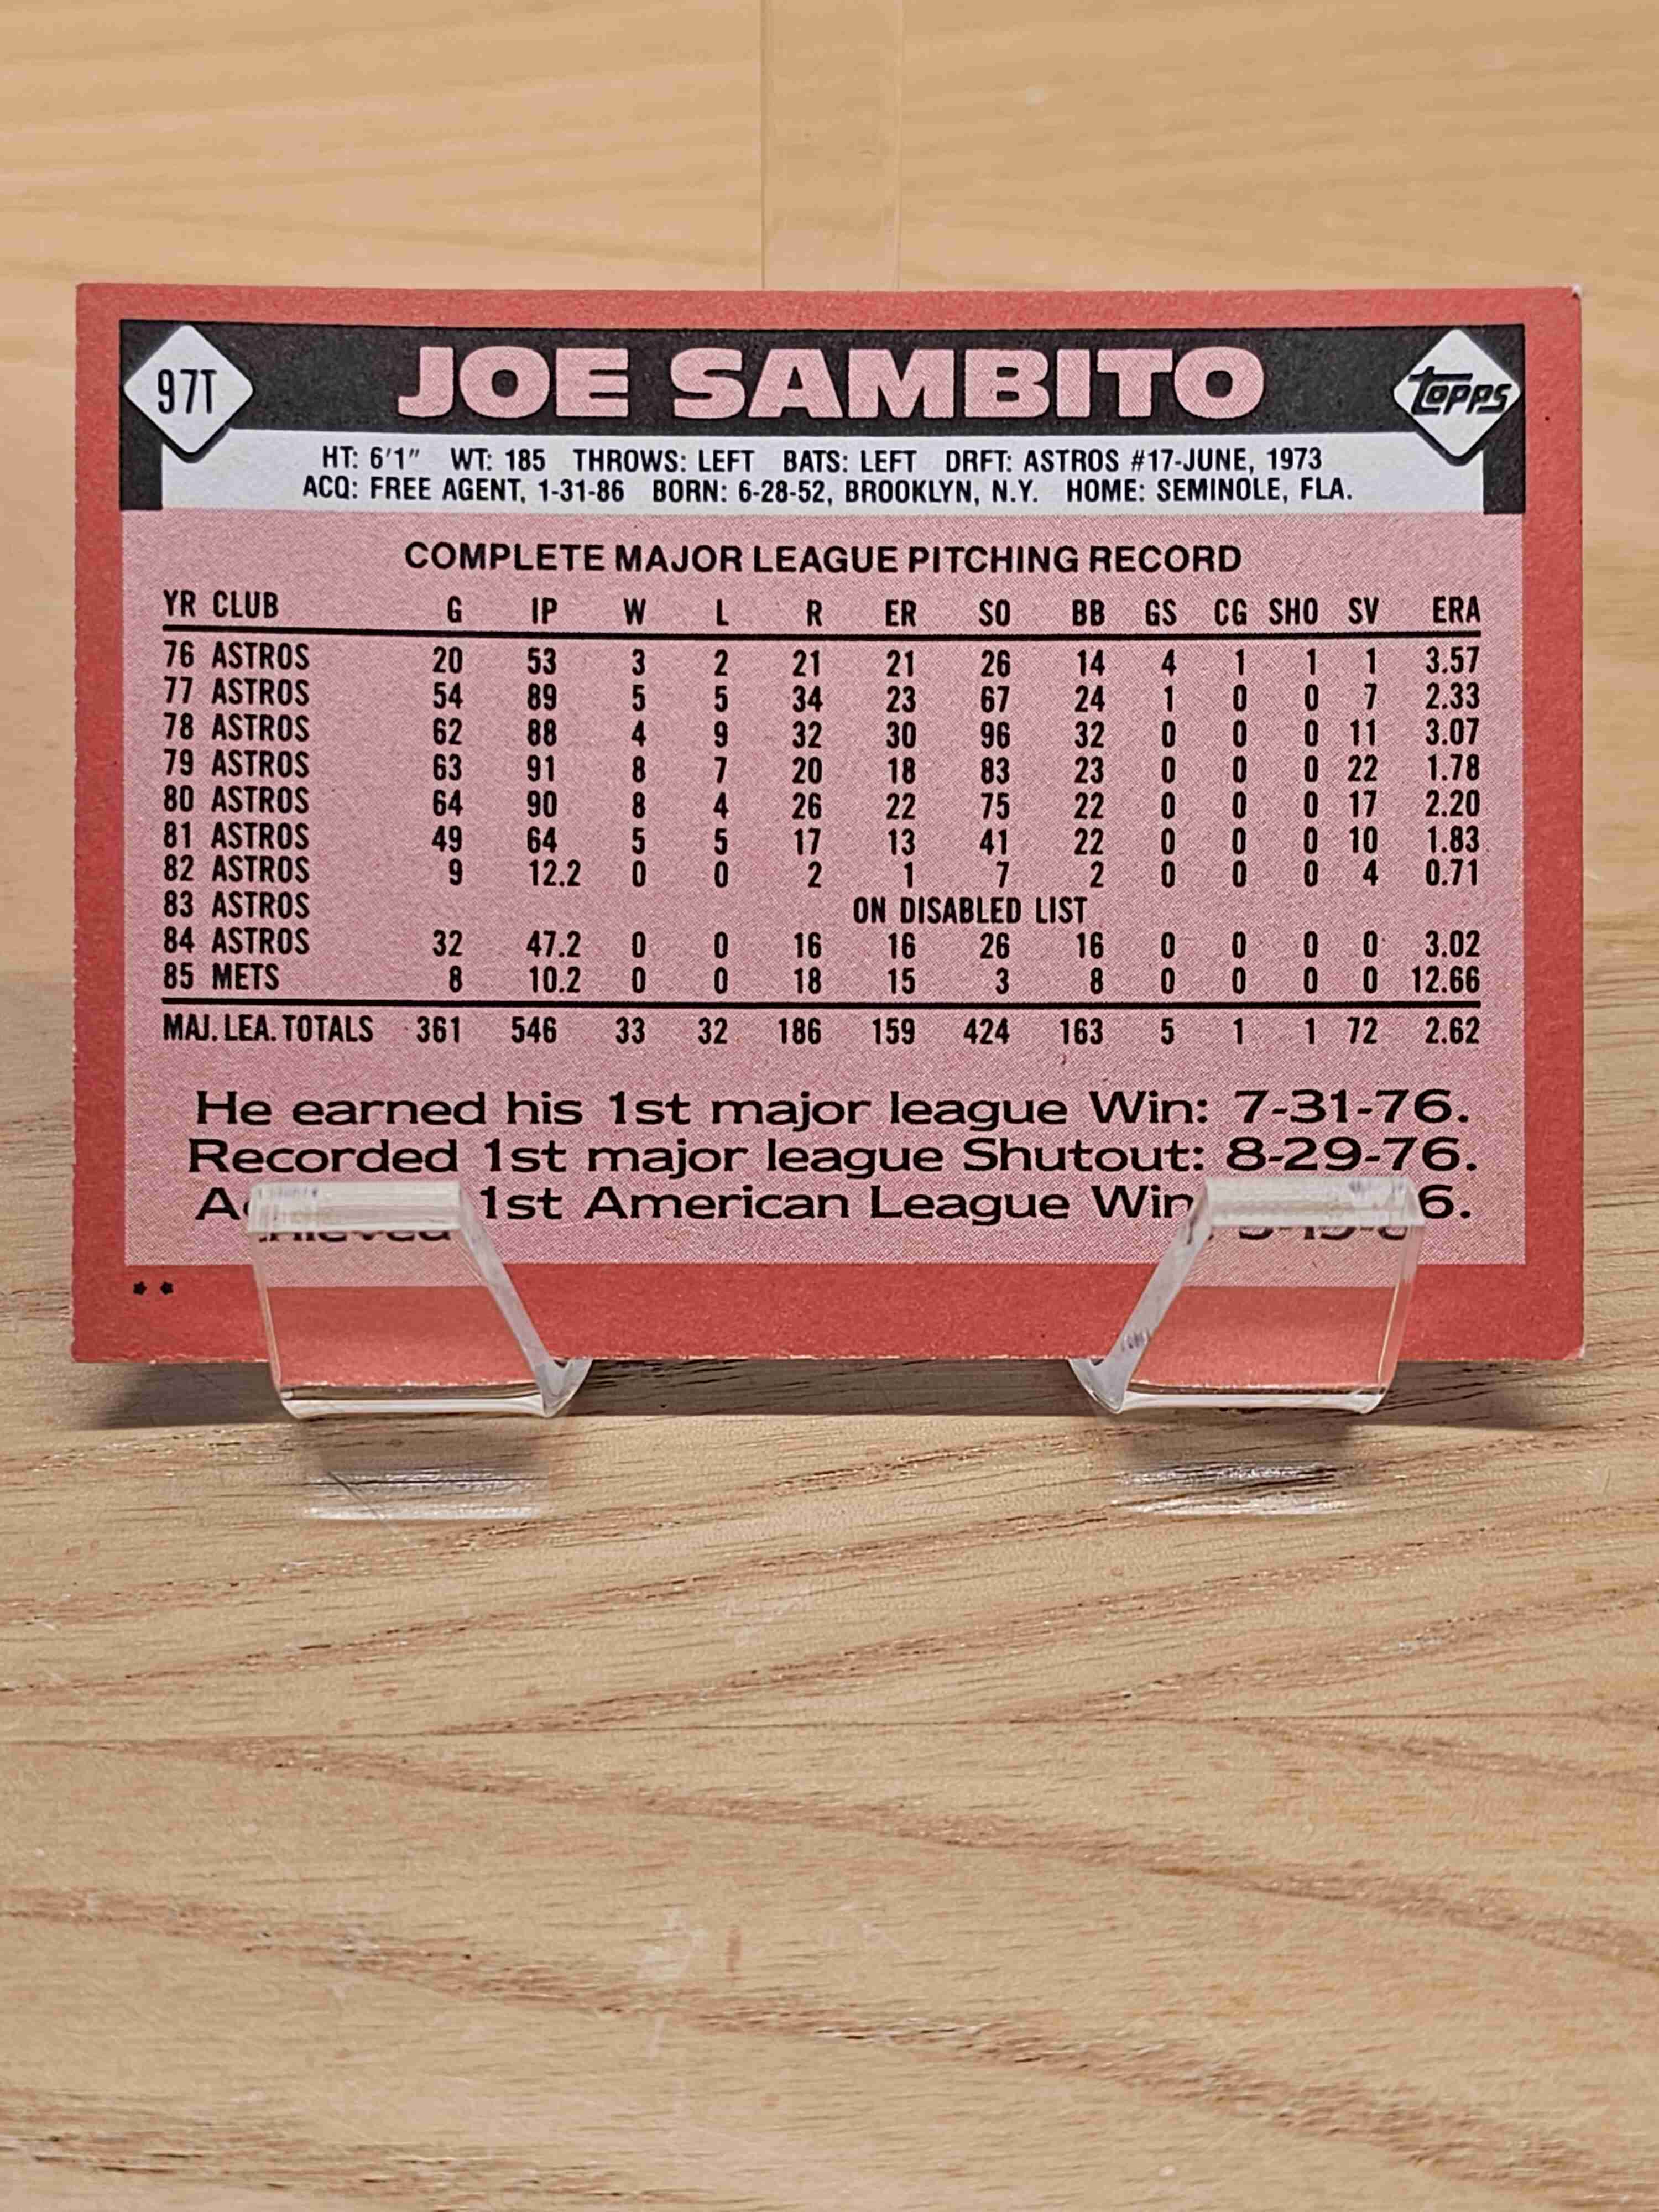 97T JOE SAMBITO TOPPS
HT: 6'1" WT: 185 THROWS: LEFT BATS: LEFT DRFT: ASTROS #17-JUNE, 1973
ACQ: FREE AGENT, 1-31-86 BORN: 6-28-52, BROOKLYN, N.Y. HOME: SEMINOLE, FLA.
COMPLETE MAJOR LEAGUE PITCHING RECORD
YR CLUB G IP W L R ER SO BB GS CG SHO SV ERA
76 ASTROS 20 53 3 2 21 21 26 14 4 1 1 1 3.57
77 ASTROS 54 89 5 5 34 23 67 24 1 0 0 7 2.33
78 ASTROS 62 88 4 9 32 30 96 32 0 0 0 11 3.07
79 ASTROS 63 91 8 7 20 18 83 23 0 0 0 22 1.78
80 ASTROS 64 90 8 4 26 22 75 22 0 0 0 17 2.20
81 ASTROS 49 64 5 5 17 13 41 22 0 0 0 10 1.83
82 ASTROS 9 12.2 0 0 2 1 7 2 0 0 0 4 0.71
83 ASTROS ON DISABLED LIST
84 ASTROS 32 47.2 0 0 16 16 26 16 0 0 0 0 3.02
85 METS 8 10.2 0 0 18 15 3 8 0 0 0 0 12.66
MAJ. LEA. TOTALS 361 546 33 32 186 159 424 163 5 1 1 72 2.62
He earned his 1st major league Win: 7-31-76.
Recorded 1st major league Shutout: 8-29-76.
Achieved 1st American League Win